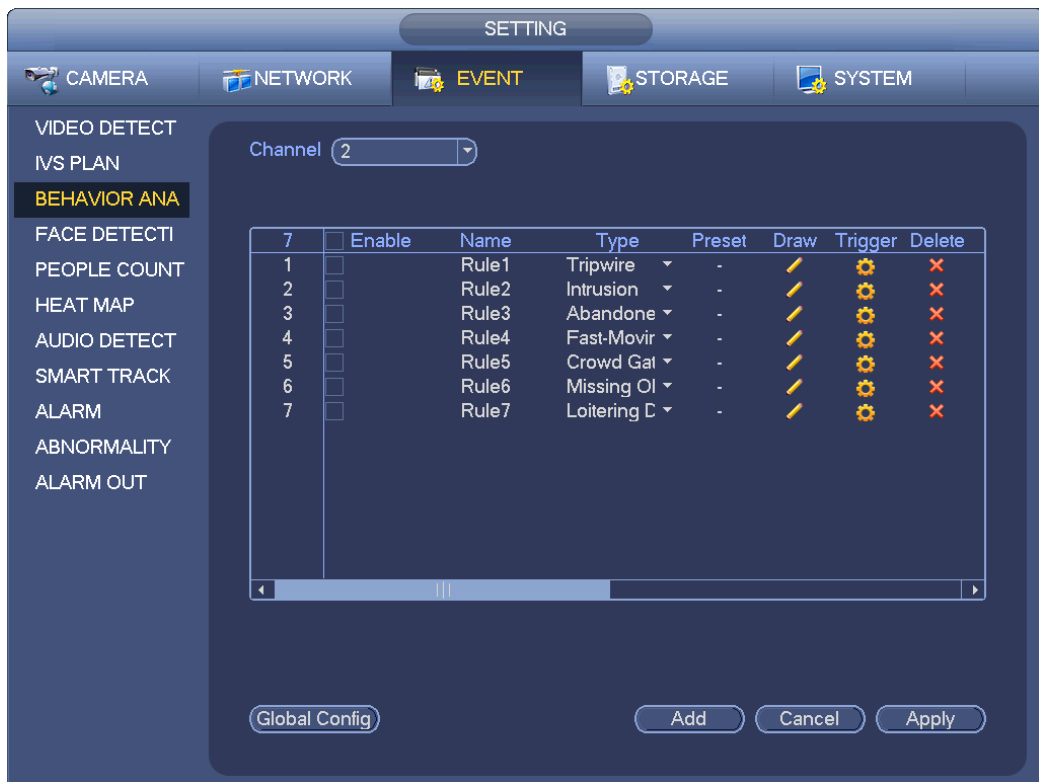 SETTING
CAMERA NETWORK EVENT STORAGE SYSTEM
VIDEO DETECT
IVS PLAN
BEHAVIOR ANA
FACE DETECTI
PEOPLE COUNT
HEAT MAP
AUDIO DETECT
SMART TRACK
ALARM
ABNORMALITY
ALARM OUT
Channel 2
7 Enable Name Type Preset Draw Trigger Delete
1 Rule1 Tripwire -
2 Rule2 Intrusion -
3 Rule3 Abandone -
4 Rule4 Fast-Movir -
5 Rule5 Crowd Gat -
6 Rule6 Missing Ol -
7 Rule7 Loitering D -
Global Config Add Cancel Apply